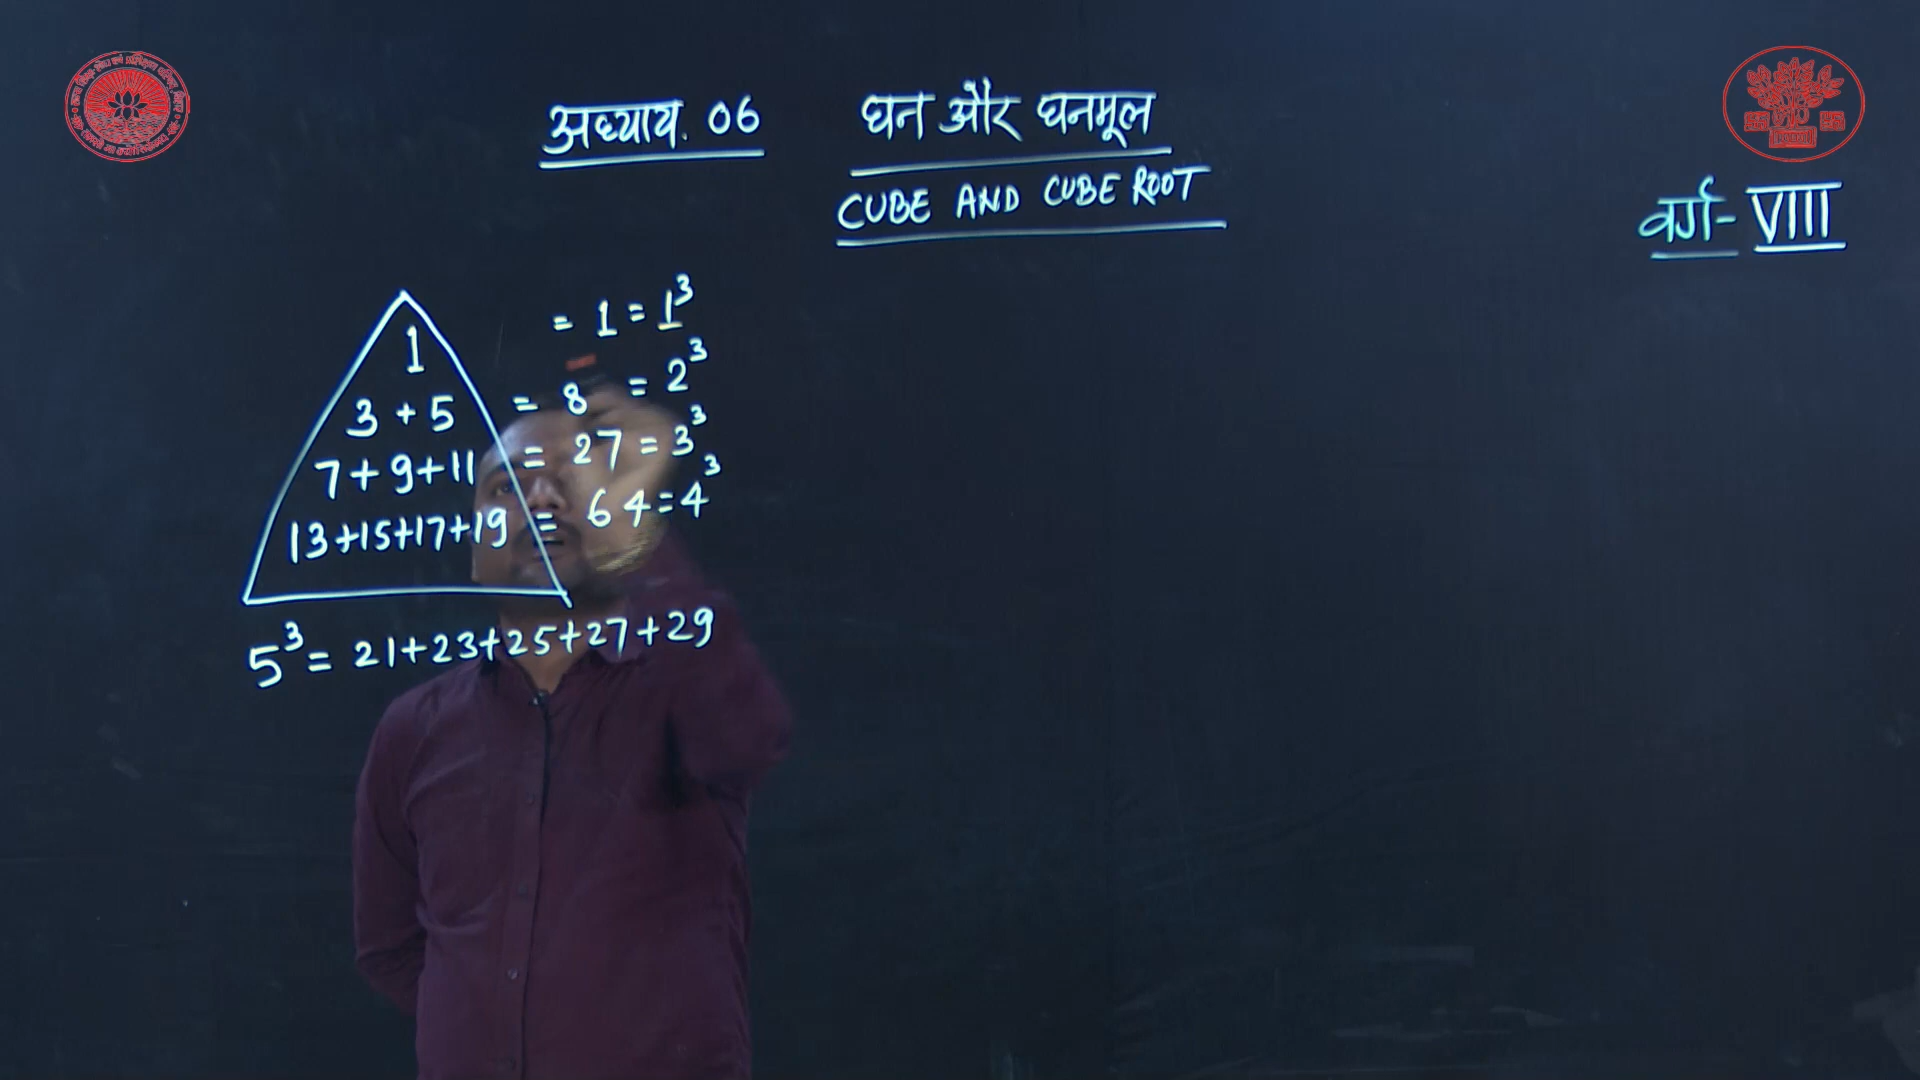 अध्याय. 06 घन और घनमूल
CUBE AND CUBE ROOT
वर्ग- VIII
1 = 1 = 1³
3 + 5 = 8 = 2³
7 + 9 + 11 = 27 = 3³
13+15+17+19 = 64 = 4³
5³ = 21+23+25+27+29